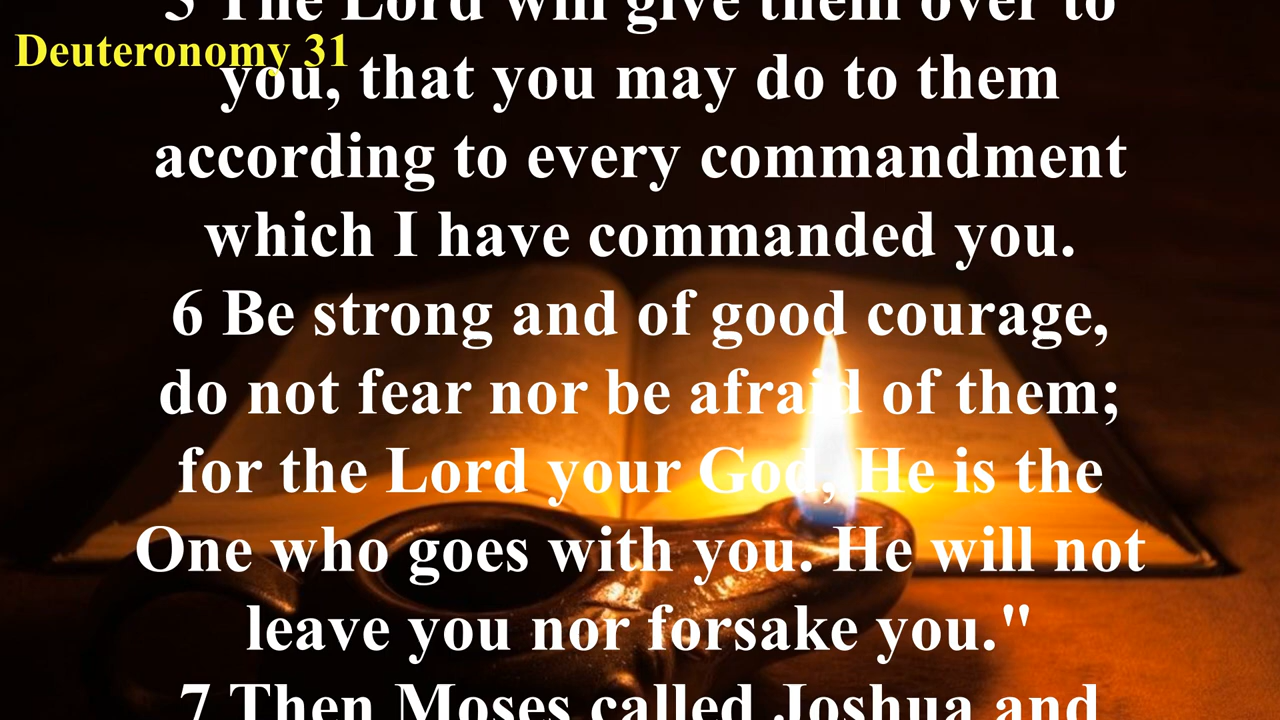 5 The Lord will give them over to
Deuteronomy 31
you, that you may do to them
according to every commandment
which I have commanded you.
6 Be strong and of good courage,
do not fear nor be afraid of them;
for the Lord your God, He is the
One who goes with you. He will not
leave you nor forsake you."
7 Then Moses called Joshua and